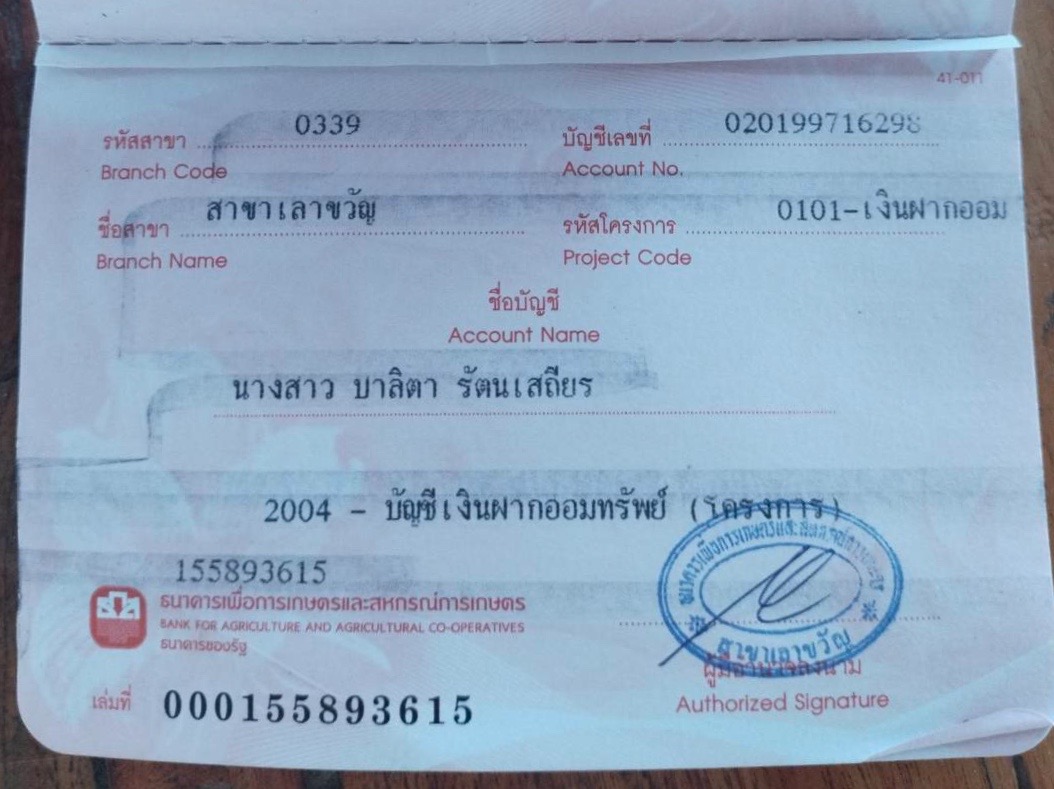 41-011
รหัสสาขา 0339 บัญชีเลขที่ 020199716298
Branch Code Account No.
ชื่อสาขา สาขาเลาขวัญ รหัสโครงการ 0101-เงินฝากออม
Branch Name Project Code
ชื่อบัญชี
Account Name
นางสาว บาลิตา รัตนเสถียร
2004 - บัญชีเงินฝากออมทรัพย์ (โครงการ)
155893615
ธนาคารเพื่อการเกษตรและสหกรณ์การเกษตร
BANK FOR AGRICULTURE AND AGRICULTURAL CO-OPERATIVES
ธนาคารของรัฐ
ธนาคารเพื่อการเกษตรและสหกรณ์การเกษตร
สาขาเลาขวัญ
ผู้มีอำนาจลงนาม
Authorized Signature
เล่มที่ 000155893615